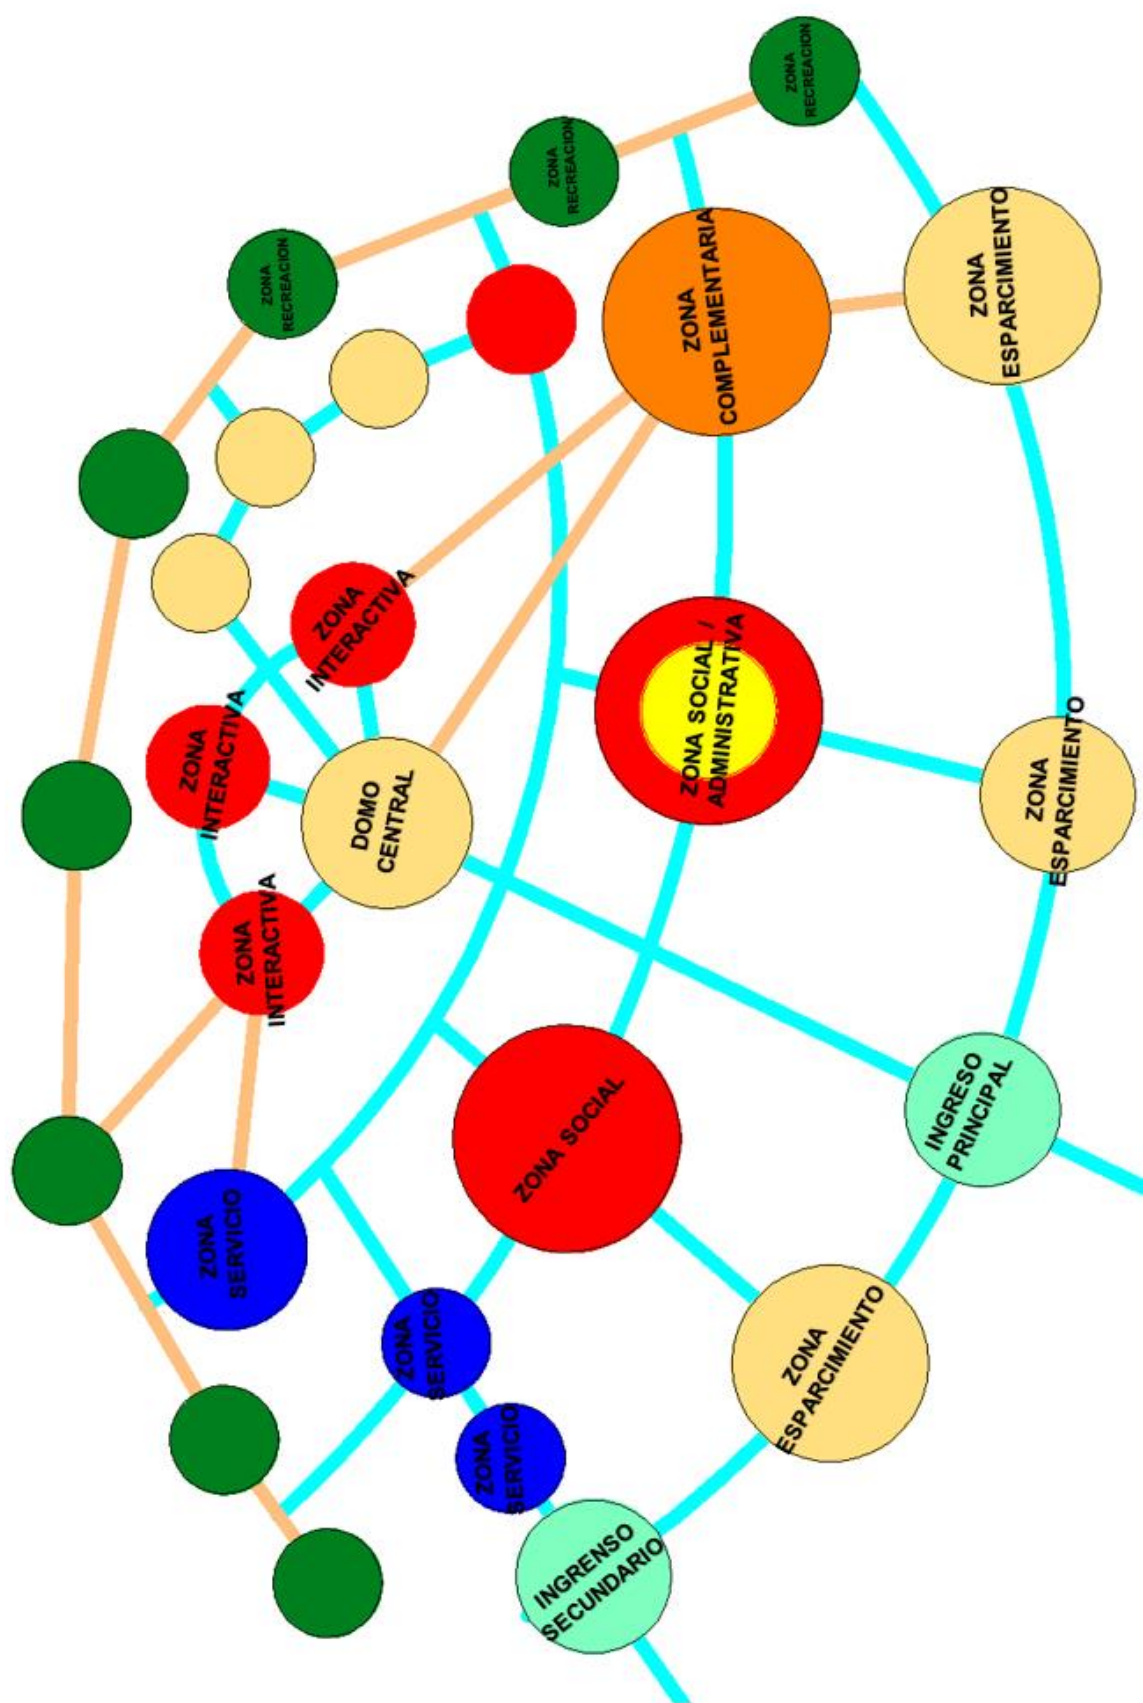 ZONA
RECREACION
ZONA
RECREACION
ZONA
RECREACION
ZONA
COMPLEMENTARIA
ZONA
ESPARCIMIENTO
ZONA
INTERACTIVA
ZONA
INTERACTIVA
ZONA
INTERACTIVA
DOMO
CENTRAL
ZONA SOCIAL /
ADMINISTRATIVA
ZONA
ESPARCIMIENTO
ZONA SOCIAL
INGRESO
PRINCIPAL
ZONA
SERVICIO
ZONA
SERVICIO
ZONA
SERVICIO
ZONA
ESPARCIMIENTO
INGRENSO
SECUNDARIO